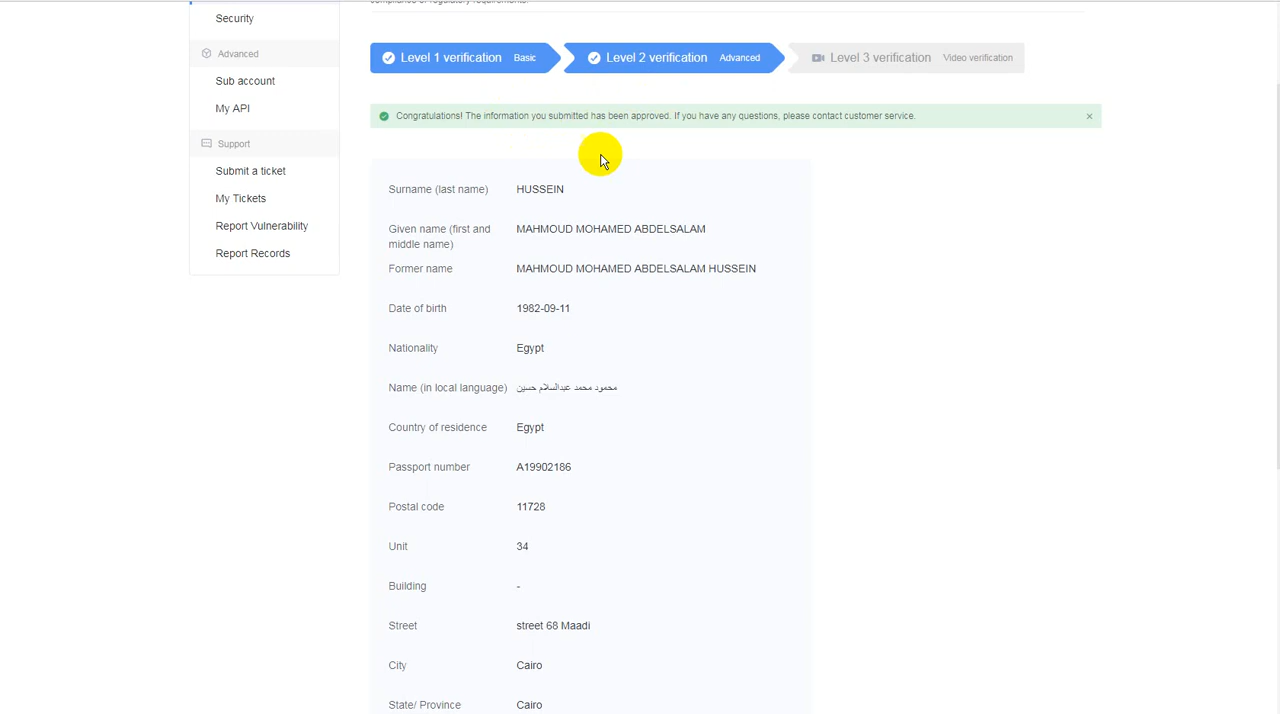 compliance or regulatory requirements.
Security
Advanced
Sub account
My API
Support
Submit a ticket
My Tickets
Report Vulnerability
Report Records
Level 1 verification Basic
Level 2 verification Advanced
Level 3 verification Video verification
Congratulations! The information you submitted has been approved. If you have any questions, please contact customer service.
Surname (last name) HUSSEIN
Given name (first and
middle name) MAHMOUD MOHAMED ABDELSALAM
Former name MAHMOUD MOHAMED ABDELSALAM HUSSEIN
Date of birth 1982-09-11
Nationality Egypt
Name (in local language) محمود محمد عبدالسلام حسين
Country of residence Egypt
Passport number A19902186
Postal code 11728
Unit 34
Building -
Street street 68 Maadi
City Cairo
State/ Province Cairo